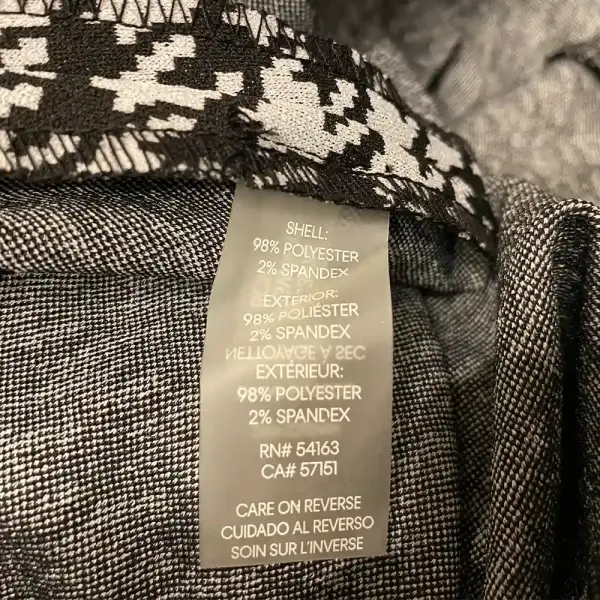 SHELL:
98% POLYESTER
2% SPANDEX
EXTERIOR:
98% POLIÉSTER
2% SPANDEX
NETTOYAGE À SEC
EXTÉRIEUR:
98% POLYESTER
2% SPANDEX
RN# 54163
CA# 57151
CARE ON REVERSE
CUIDADO AL REVERSO
SOIN SUR L'INVERSE